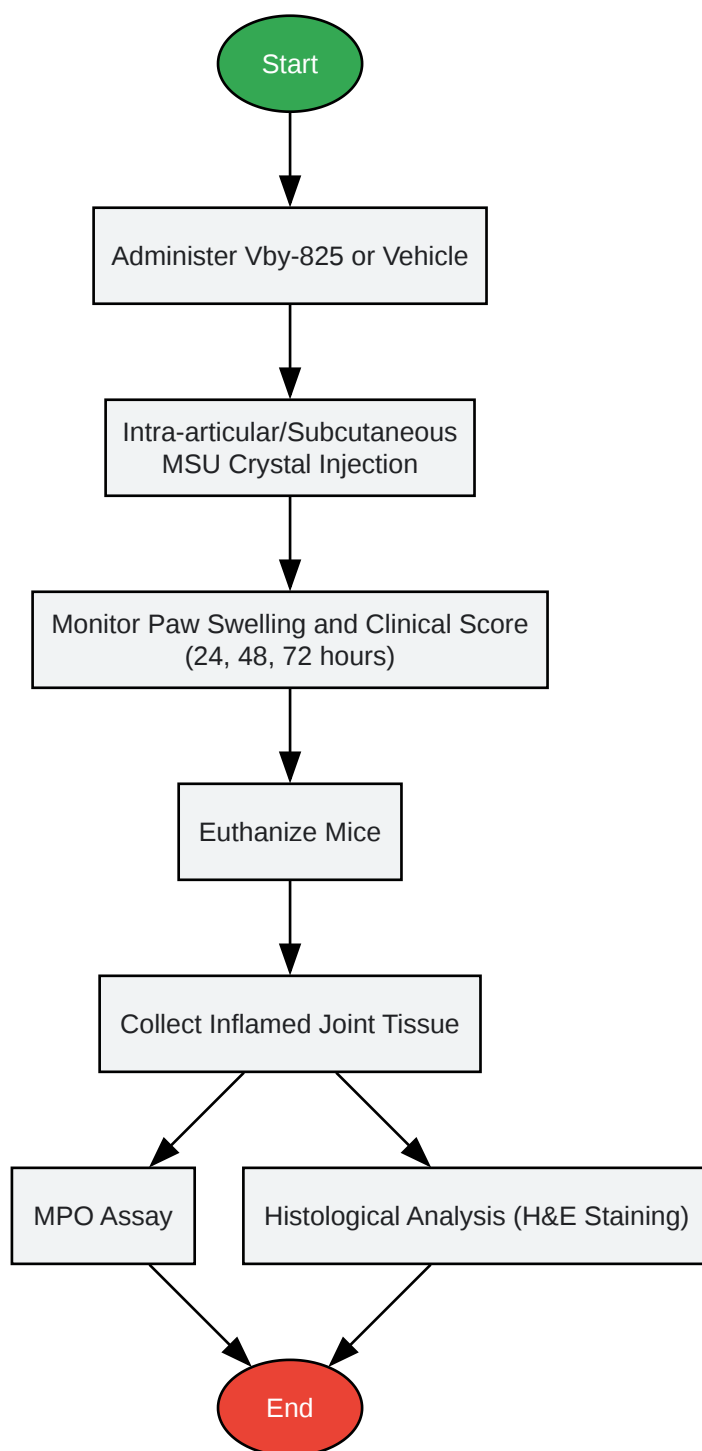 Start
Administer Vby-825 or Vehicle
Intra-articular/Subcutaneous
MSU Crystal Injection
Monitor Paw Swelling and Clinical Score
(24, 48, 72 hours)
Euthanize Mice
Collect Inflamed Joint Tissue
MPO Assay
Histological Analysis (H&E Staining)
End